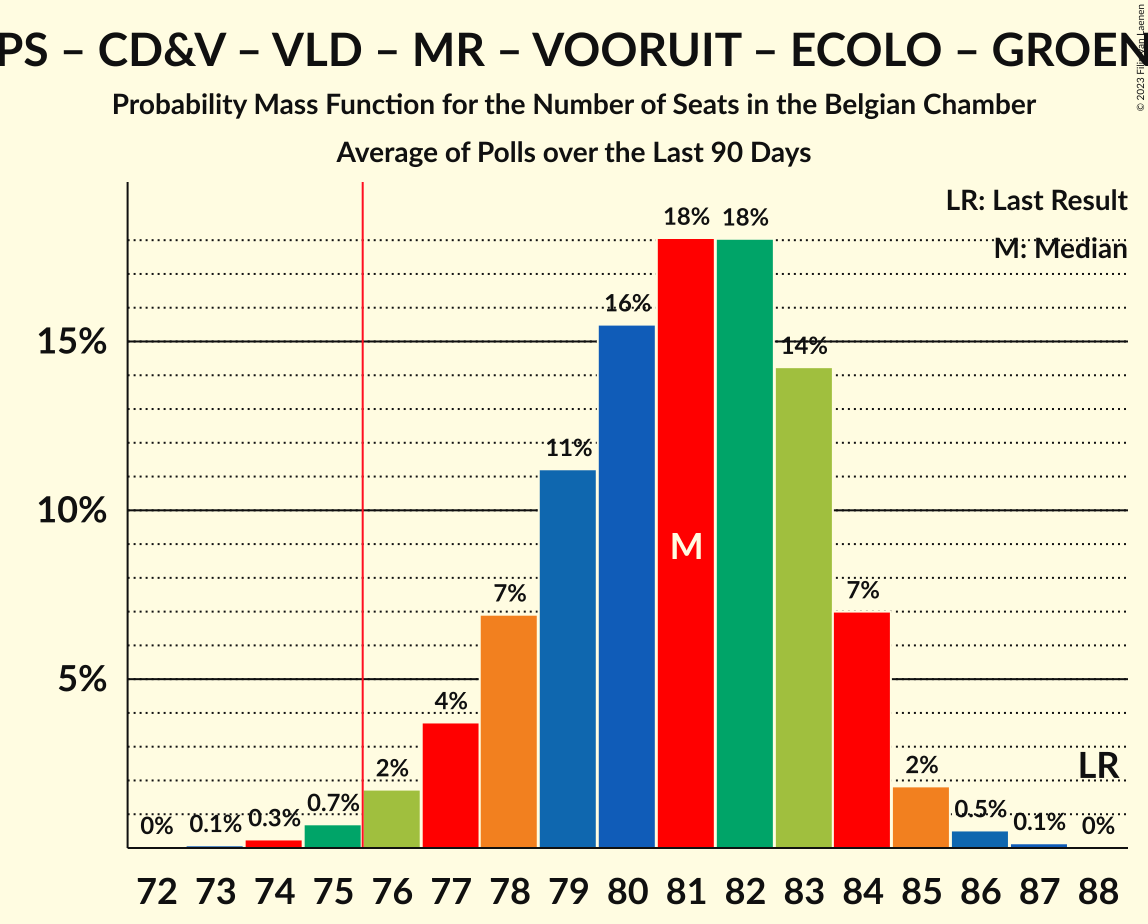 PS – CD&V – VLD – MR – VOORUIT – ECOLO – GROEN
© 2023 Filip van Laenen
Probability Mass Function for the Number of Seats in the Belgian Chamber
Average of Polls over the Last 90 Days
LR: Last Result
M: Median
18% 18%
16%
15%
14%
11%
10%
M
7% 7%
5%
4%
2% 2%
LR
0% 0.1% 0.3% 0.7% 0.5% 0.1% 0%
72 73 74 75 76 77 78 79 80 81 82 83 84 85 86 87 88